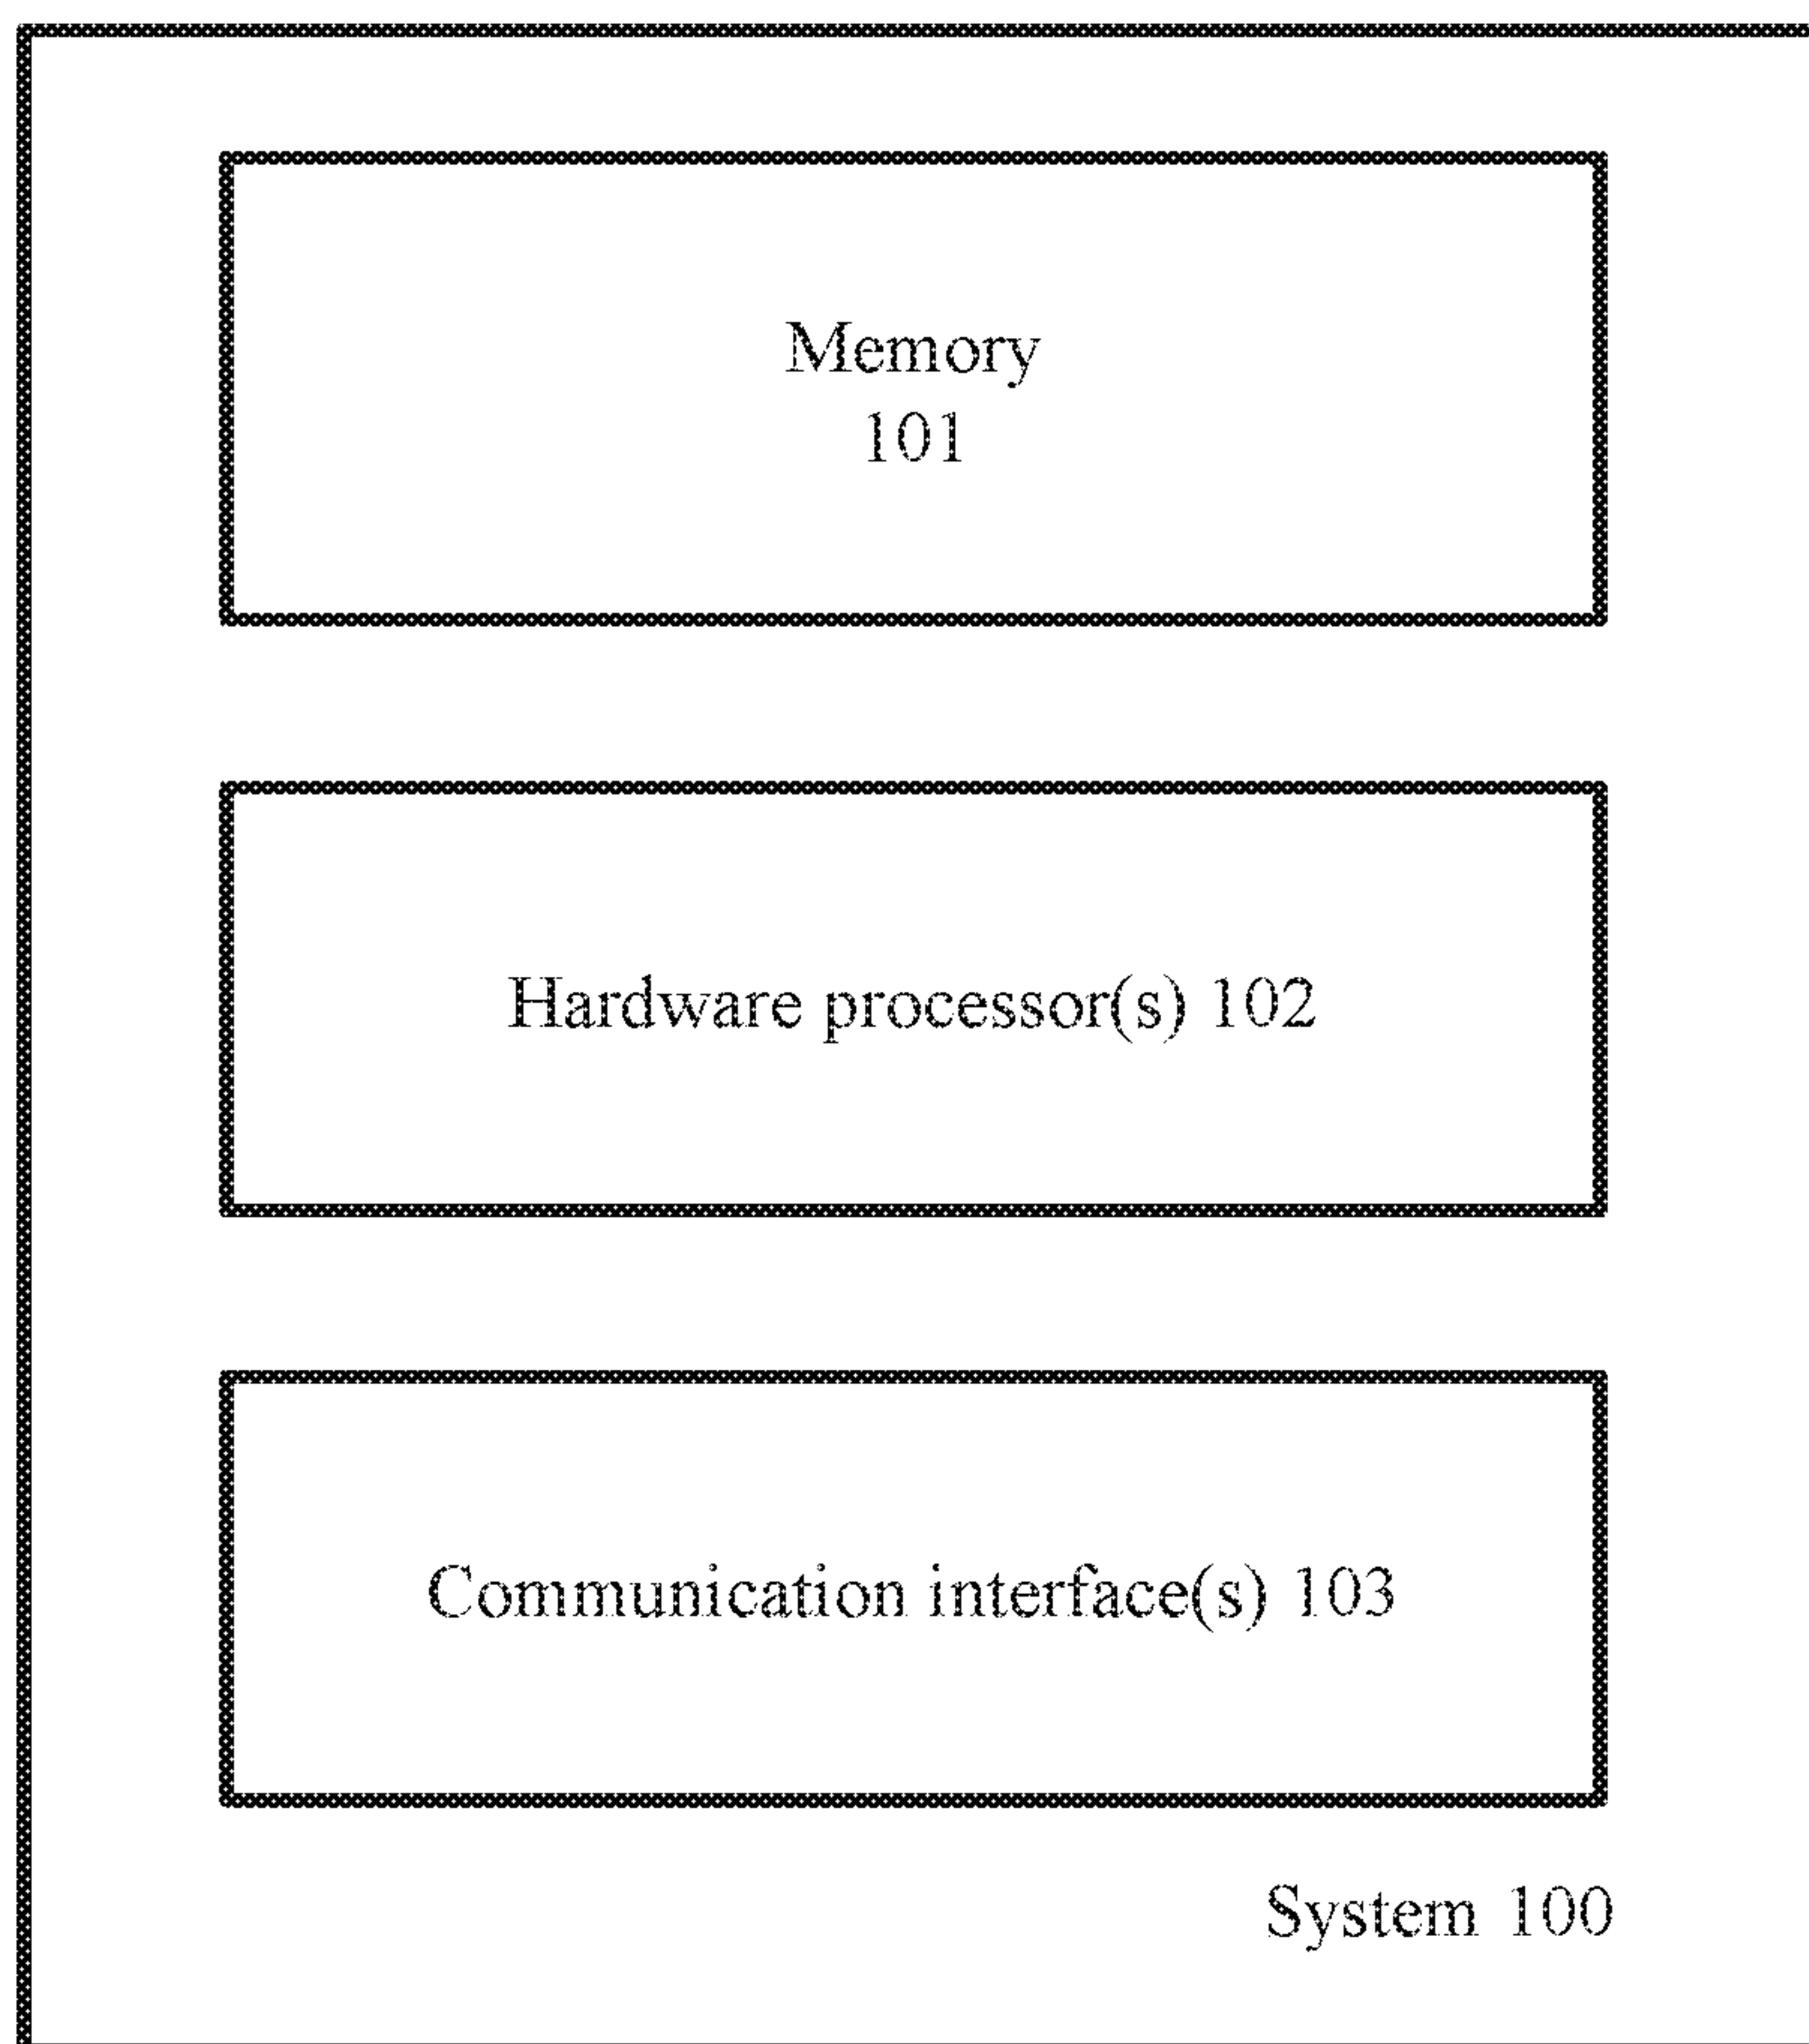 Memory
101
Hardware processor(s) 102
Communication interface(s) 103
System 100